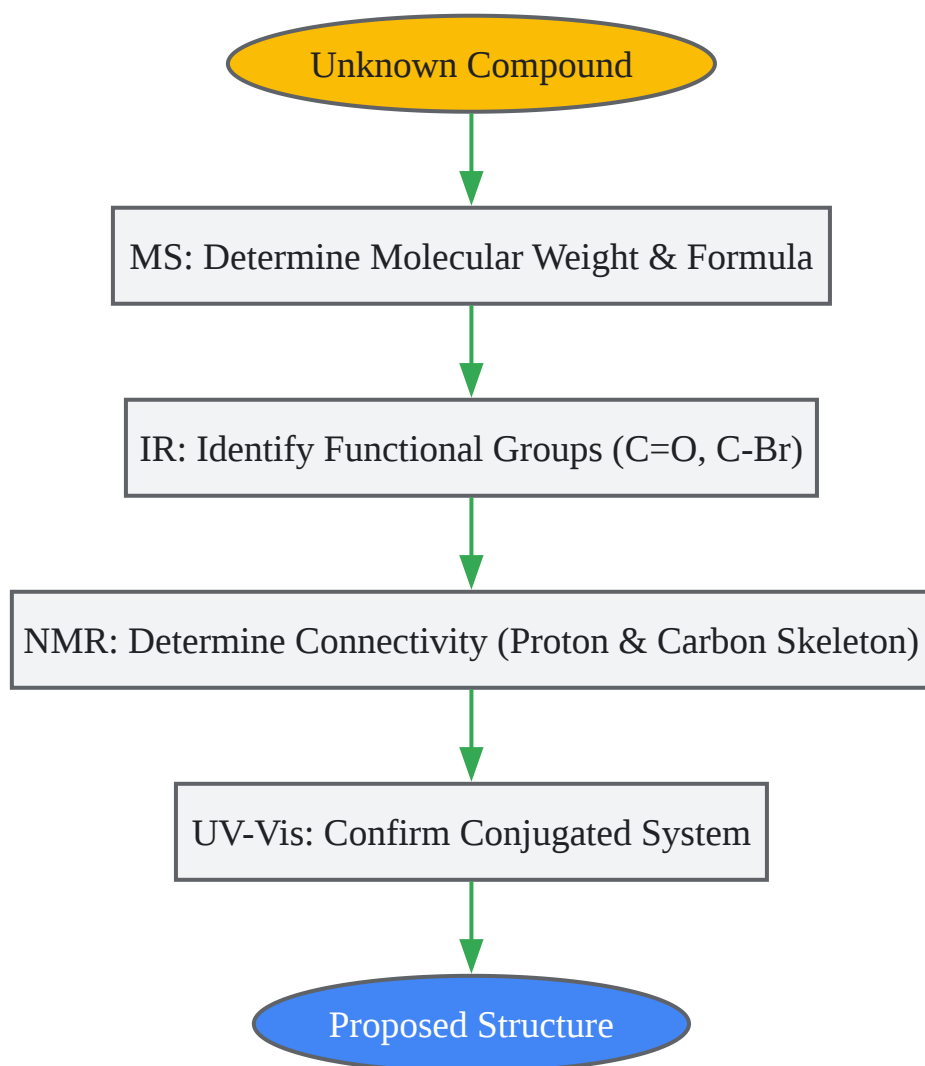 Unknown Compound
MS: Determine Molecular Weight & Formula
IR: Identify Functional Groups (C=O, C-Br)
NMR: Determine Connectivity (Proton & Carbon Skeleton)
UV-Vis: Confirm Conjugated System
Proposed Structure